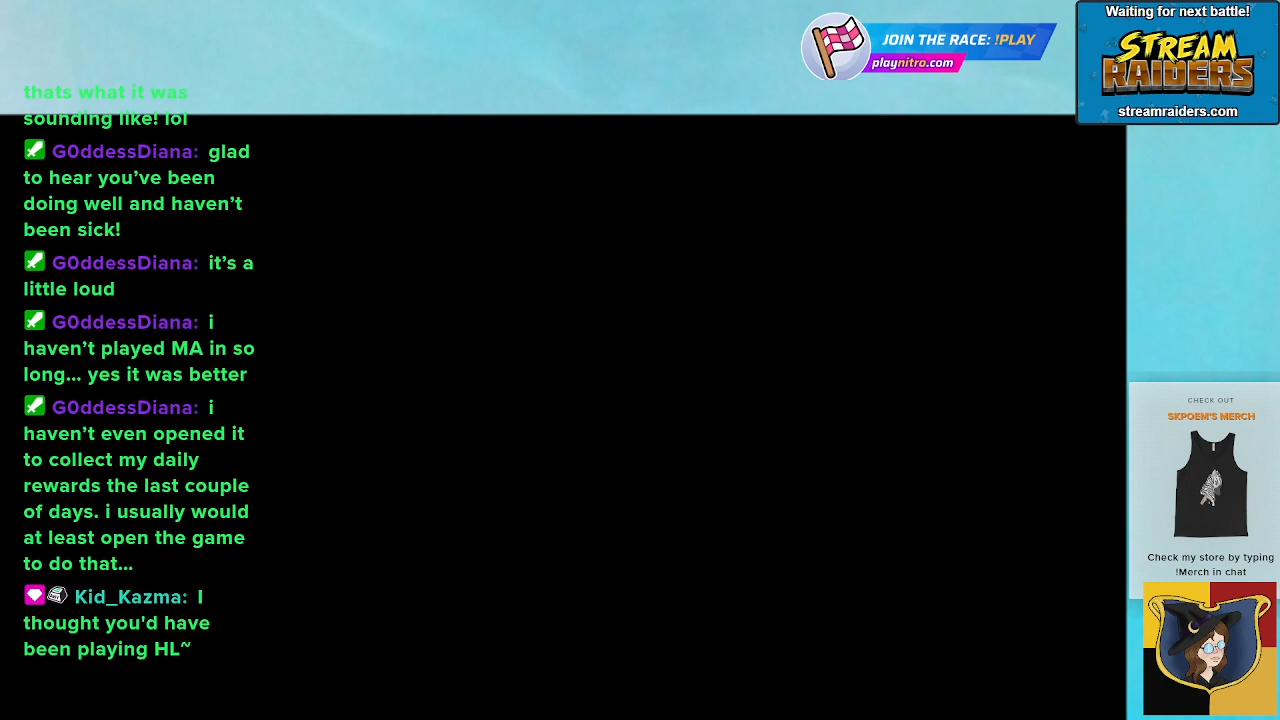 JOIN THE RACE: !PLAY
playnitro.com
Waiting for next battle!
STREAM
RAIDERS
streamraiders.com
thats what it was
sounding like! lol
G0ddessDiana: glad
to hear you’ve been
doing well and haven’t
been sick!
G0ddessDiana: it’s a
little loud
G0ddessDiana: i
haven’t played MA in so
long... yes it was better
G0ddessDiana: i
haven’t even opened it
to collect my daily
rewards the last couple
of days. i usually would
at least open the game
to do that...
Kid_Kazma: I
thought you'd have
been playing HL~
CHECK OUT
SKPOEM'S MERCH
Check my store by typing
!Merch in chat